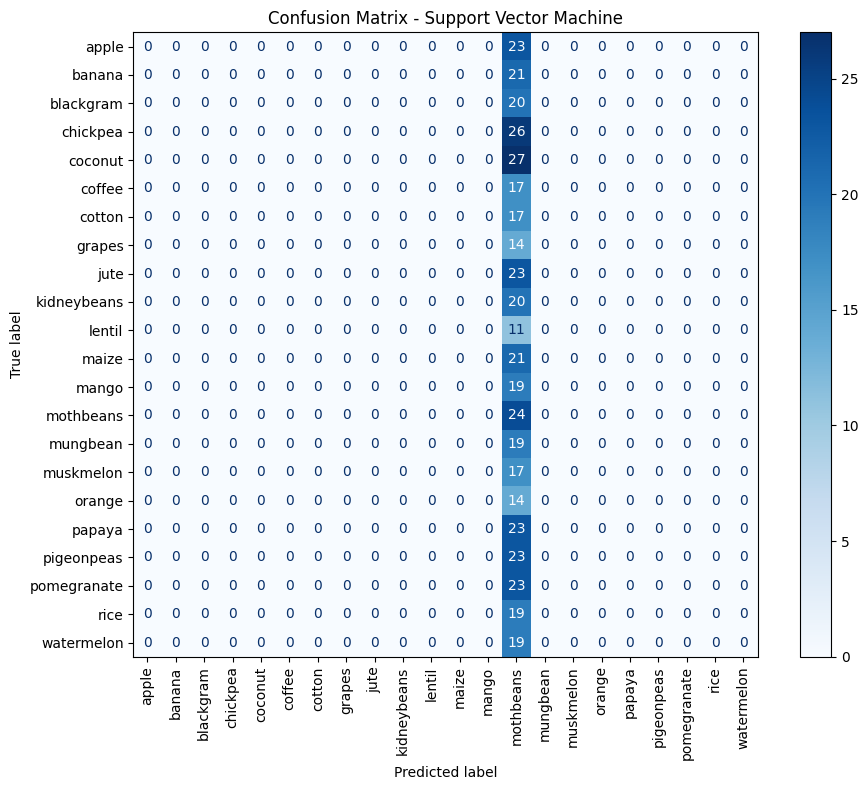 Confusion Matrix - Support Vector Machine
apple 0 0 0 0 0 0 0 0 0 0 0 0 0 23 0 0 0 0 0 0 0 0
banana 0 0 0 0 0 0 0 0 0 0 0 0 0 21 0 0 0 0 0 0 0 0
blackgram 0 0 0 0 0 0 0 0 0 0 0 0 0 20 0 0 0 0 0 0 0 0
chickpea 0 0 0 0 0 0 0 0 0 0 0 0 0 26 0 0 0 0 0 0 0 0
coconut 0 0 0 0 0 0 0 0 0 0 0 0 0 27 0 0 0 0 0 0 0 0
coffee 0 0 0 0 0 0 0 0 0 0 0 0 0 17 0 0 0 0 0 0 0 0
cotton 0 0 0 0 0 0 0 0 0 0 0 0 0 17 0 0 0 0 0 0 0 0
grapes 0 0 0 0 0 0 0 0 0 0 0 0 0 14 0 0 0 0 0 0 0 0
jute 0 0 0 0 0 0 0 0 0 0 0 0 0 23 0 0 0 0 0 0 0 0
kidneybeans 0 0 0 0 0 0 0 0 0 0 0 0 0 20 0 0 0 0 0 0 0 0
lentil 0 0 0 0 0 0 0 0 0 0 0 0 0 11 0 0 0 0 0 0 0 0
maize 0 0 0 0 0 0 0 0 0 0 0 0 0 21 0 0 0 0 0 0 0 0
mango 0 0 0 0 0 0 0 0 0 0 0 0 0 19 0 0 0 0 0 0 0 0
mothbeans 0 0 0 0 0 0 0 0 0 0 0 0 0 24 0 0 0 0 0 0 0 0
mungbean 0 0 0 0 0 0 0 0 0 0 0 0 0 19 0 0 0 0 0 0 0 0
muskmelon 0 0 0 0 0 0 0 0 0 0 0 0 0 17 0 0 0 0 0 0 0 0
orange 0 0 0 0 0 0 0 0 0 0 0 0 0 14 0 0 0 0 0 0 0 0
papaya 0 0 0 0 0 0 0 0 0 0 0 0 0 23 0 0 0 0 0 0 0 0
pigeonpeas 0 0 0 0 0 0 0 0 0 0 0 0 0 23 0 0 0 0 0 0 0 0
pomegranate 0 0 0 0 0 0 0 0 0 0 0 0 0 23 0 0 0 0 0 0 0 0
rice 0 0 0 0 0 0 0 0 0 0 0 0 0 19 0 0 0 0 0 0 0 0
watermelon 0 0 0 0 0 0 0 0 0 0 0 0 0 19 0 0 0 0 0 0 0 0
True label
apple
banana
blackgram
chickpea
coconut
coffee
cotton
grapes
jute
kidneybeans
lentil
maize
mango
mothbeans
mungbean
muskmelon
orange
papaya
pigeonpeas
pomegranate
rice
watermelon
Predicted label
25
20
15
10
5
0